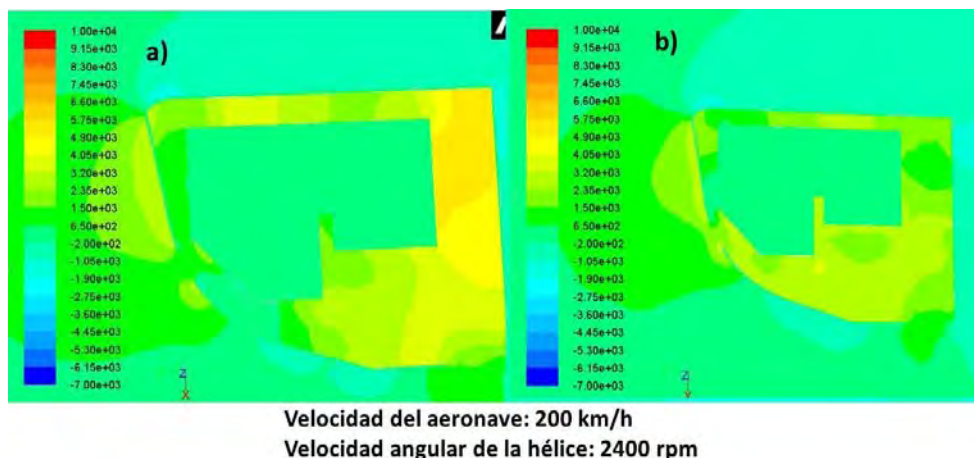 a)
1.00e+04
9.15e+03
8.30e+03
7.45e+03
6.60e+03
5.75e+03
4.90e+03
4.05e+03
3.20e+03
2.35e+03
1.50e+03
6.50e+02
-2.00e+02
-1.05e+03
-1.90e+03
-2.75e+03
-3.60e+03
-4.45e+03
-5.30e+03
-6.15e+03
-7.00e+03
Z
X
b)
1.00e+04
9.15e+03
8.30e+03
7.45e+03
6.60e+03
5.75e+03
4.90e+03
4.05e+03
3.20e+03
2.35e+03
1.50e+03
6.50e+02
-2.00e+02
-1.05e+03
-1.90e+03
-2.75e+03
-3.60e+03
-4.45e+03
-5.30e+03
-6.15e+03
-7.00e+03
Z
Velocidad del aeronave: 200 km/h
Velocidad angular de la hélice: 2400 rpm